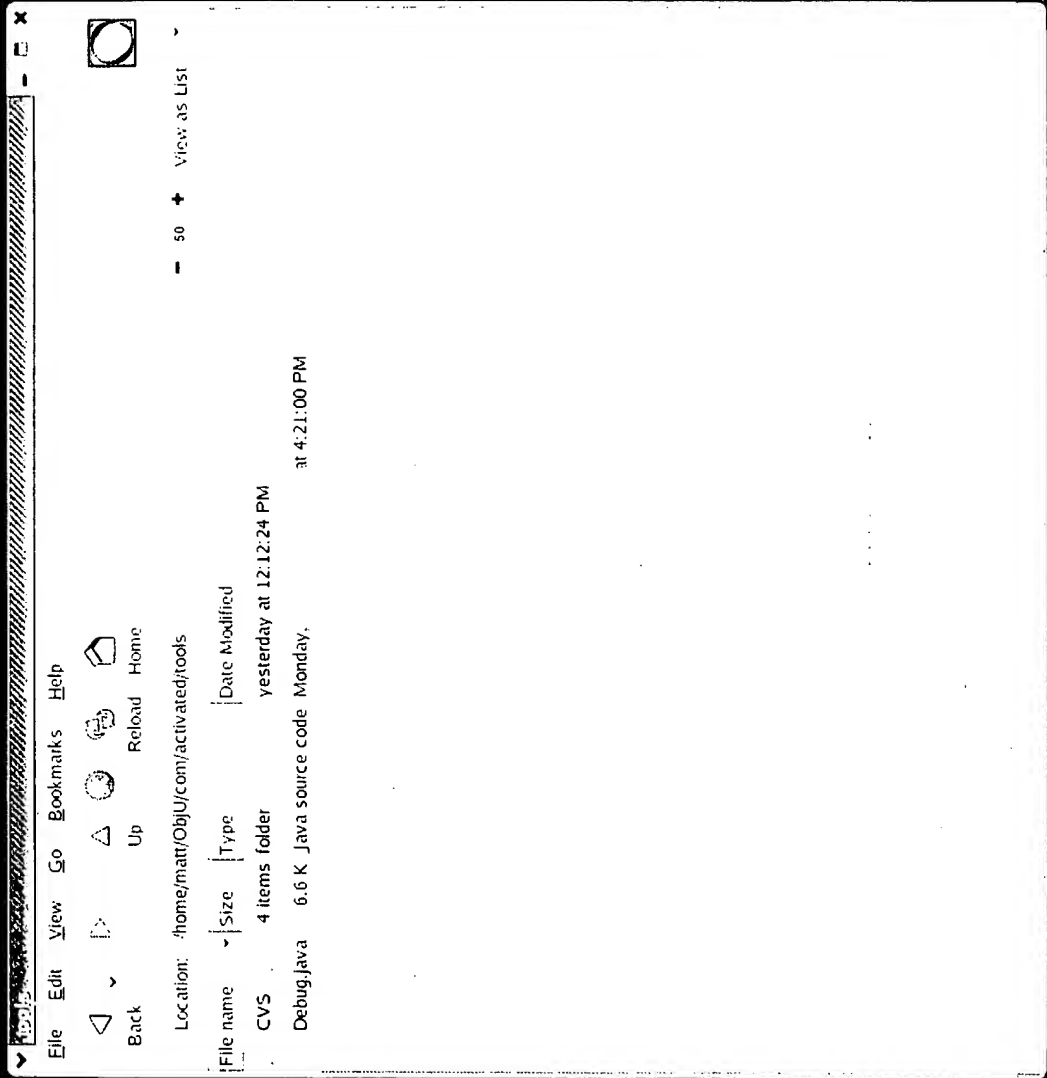 tools
File Edit View Go Bookmarks Help
Back Up Reload Home
Location: /home/matt/ObjU/com/activated/tools - 50 + View as List
File name Size Type Date Modified
CVS 4 items folder yesterday at 12:12:24 PM
Debug.java 6.6 K Java source code Monday, at 4:21:00 PM